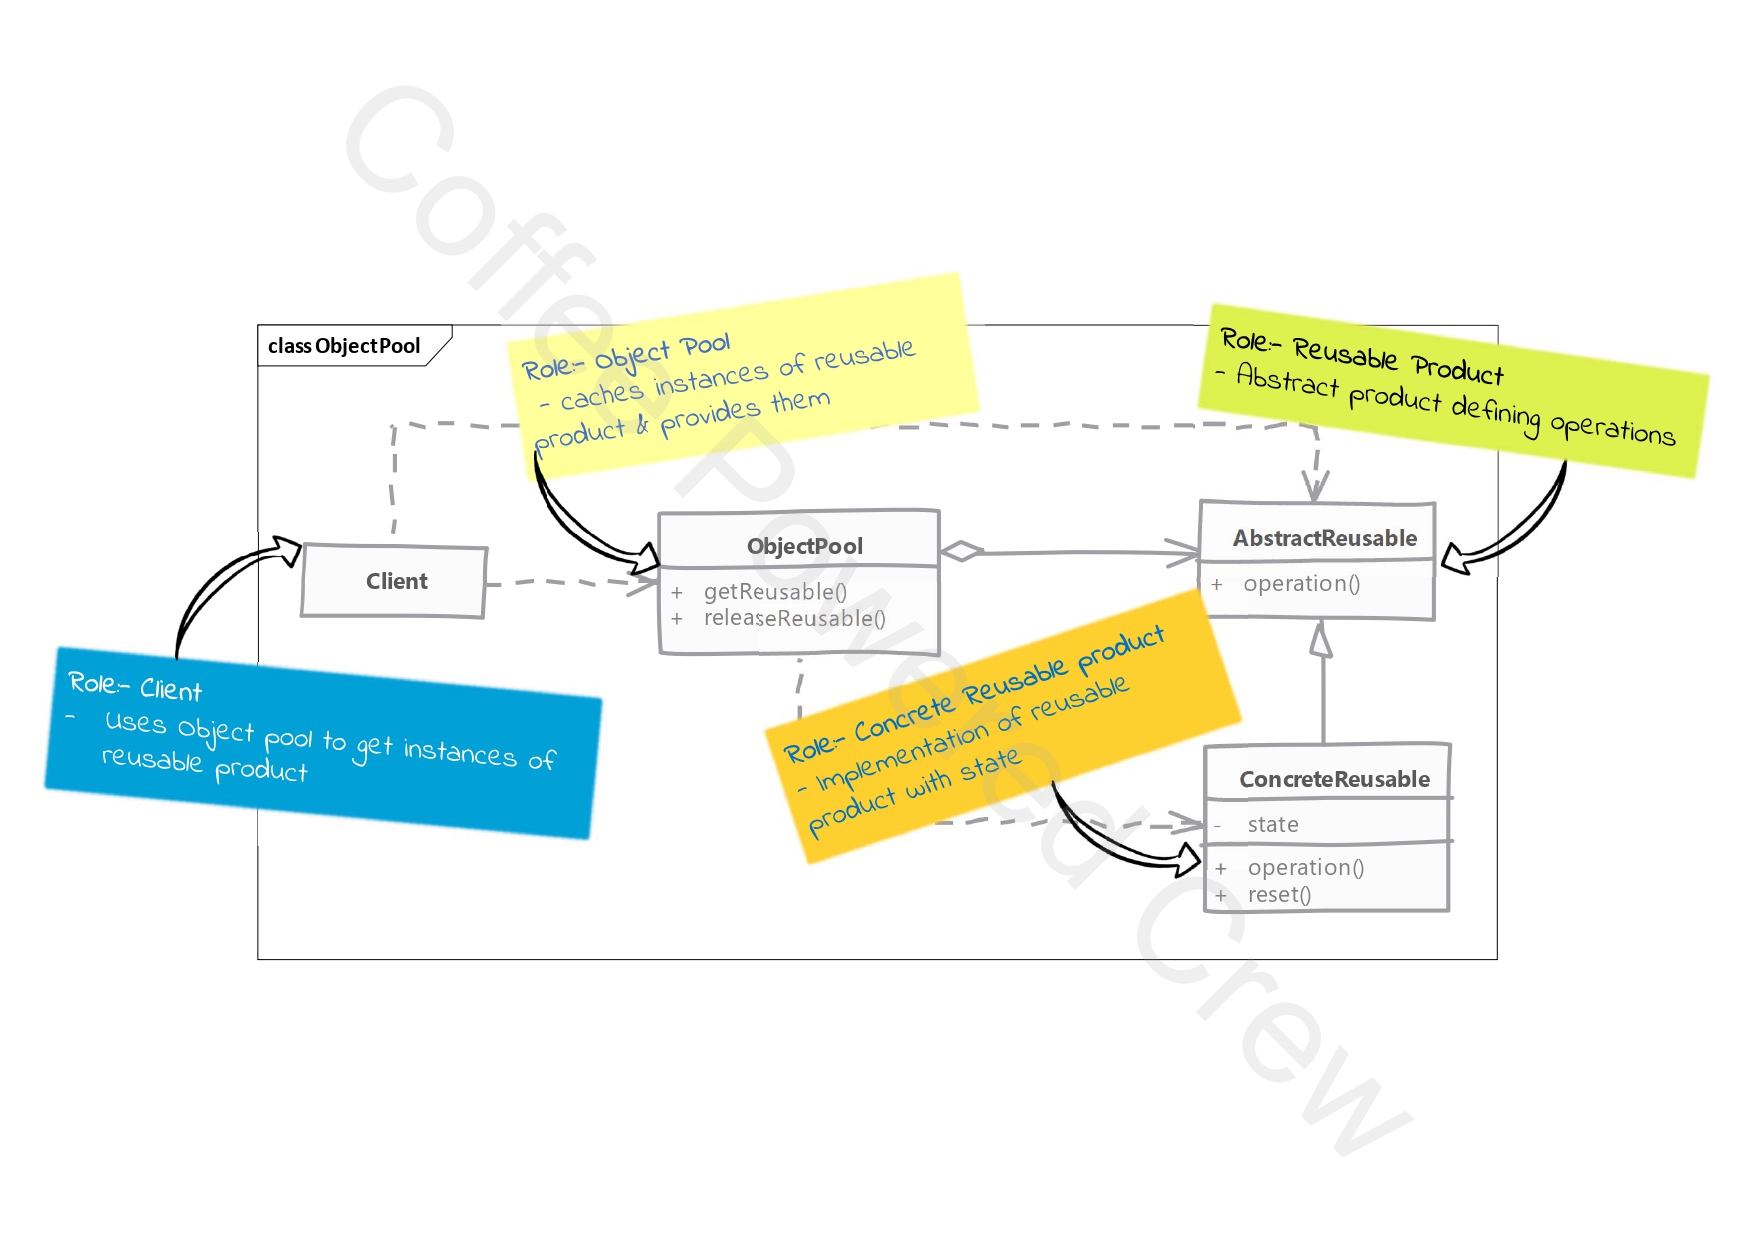 Coffee Powered Crew
class ObjectPool
Role:- Object Pool
- caches instances of reusable
product & provides them
Role:- Reusable Product
- Abstract product defining operations
Client
ObjectPool
+ getReusable()
+ releaseReusable()
AbstractReusable
+ operation()
Role:- Client
- Uses Object pool to get instances of
reusable product
Role:- Concrete Reusable product
- Implementation of reusable
product with state
ConcreteReusable
- state
+ operation()
+ reset()